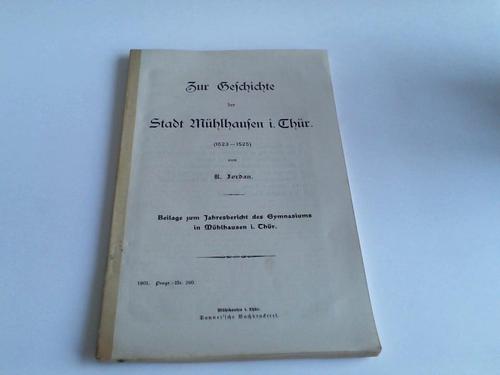 Zur Geschichte
der
Stadt Mühlhausen i. Thür.
(1523—1525)
von
R. Jordan.
Beilage zum Jahresbericht des Gymnasiums
in Mühlhausen i. Thür.
1901. Progr.-Nr. 260.
Mühlhausen i. Thür.
Danner'sche Buchdruckerei.